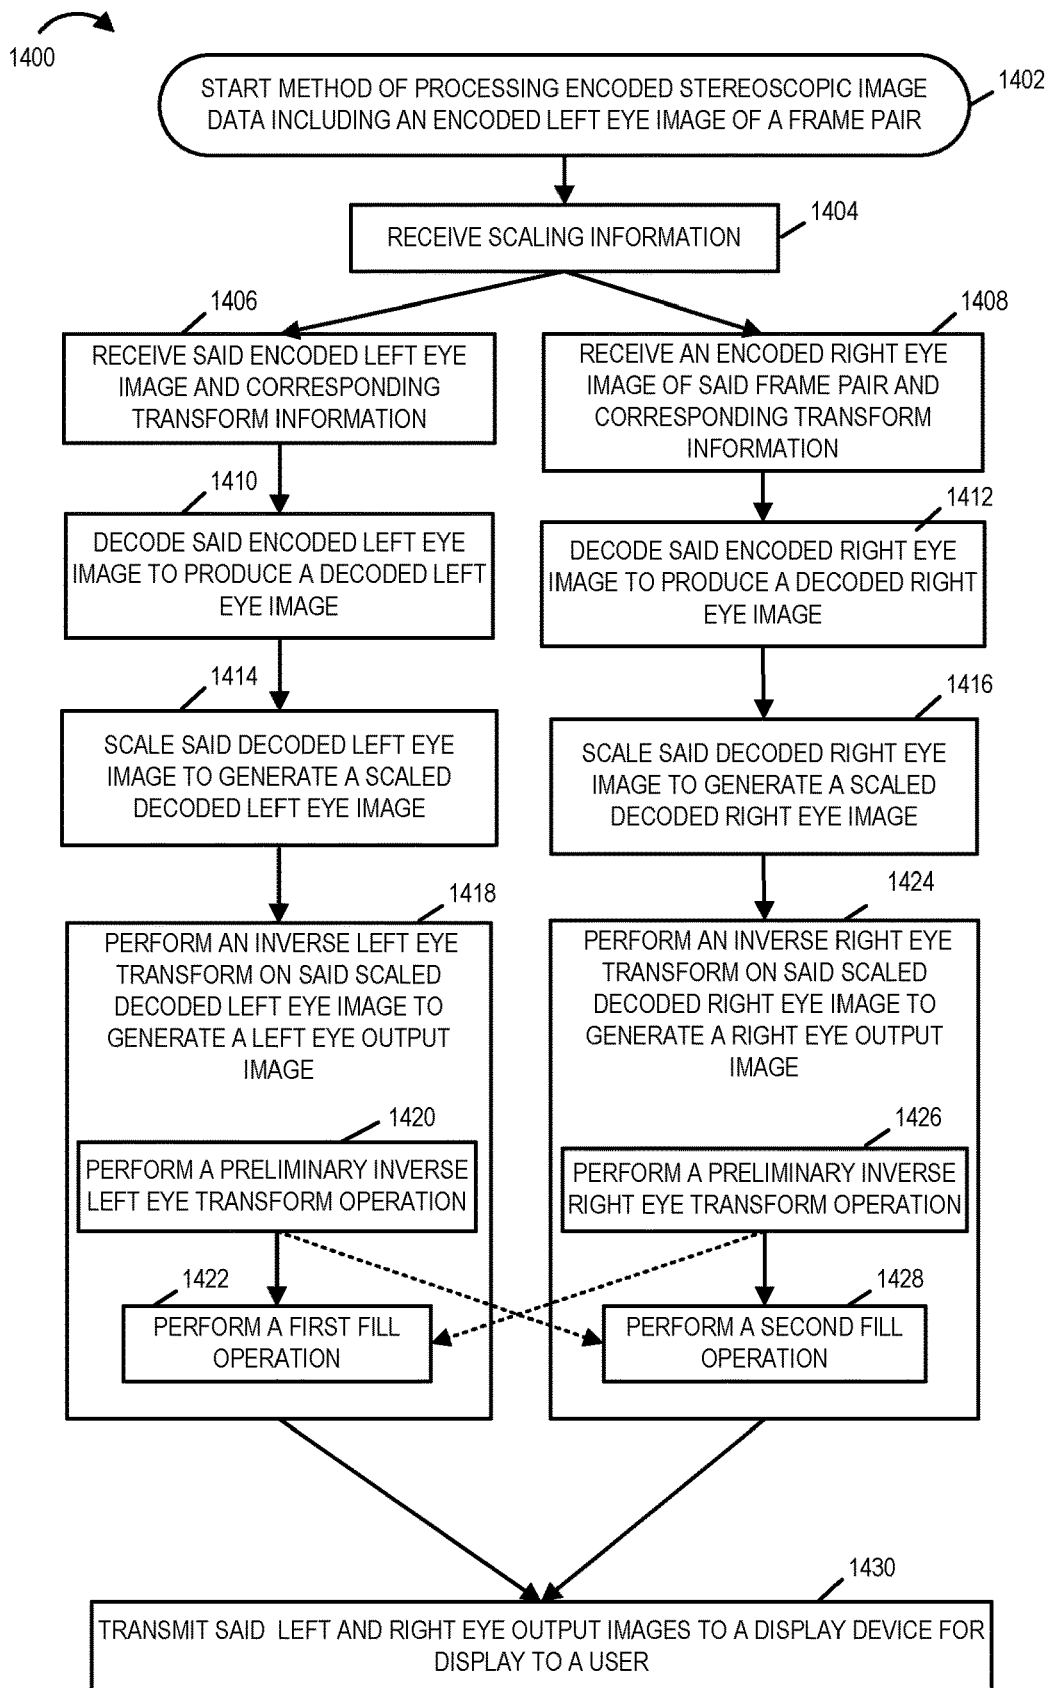 1400
START METHOD OF PROCESSING ENCODED STEREOSCOPIC IMAGE
DATA INCLUDING AN ENCODED LEFT EYE IMAGE OF A FRAME PAIR
1402
RECEIVE SCALING INFORMATION
1404
1406
RECEIVE SAID ENCODED LEFT EYE
IMAGE AND CORRESPONDING
TRANSFORM INFORMATION
1408
RECEIVE AN ENCODED RIGHT EYE
IMAGE OF SAID FRAME PAIR AND
CORRESPONDING TRANSFORM
INFORMATION
1410
DECODE SAID ENCODED LEFT EYE
IMAGE TO PRODUCE A DECODED LEFT
EYE IMAGE
1412
DECODE SAID ENCODED RIGHT EYE
IMAGE TO PRODUCE A DECODED RIGHT
EYE IMAGE
1414
SCALE SAID DECODED LEFT EYE
IMAGE TO GENERATE A SCALED
DECODED LEFT EYE IMAGE
1416
SCALE SAID DECODED RIGHT EYE
IMAGE TO GENERATE A SCALED
DECODED RIGHT EYE IMAGE
1418
PERFORM AN INVERSE LEFT EYE
TRANSFORM ON SAID SCALED
DECODED LEFT EYE IMAGE TO
GENERATE A LEFT EYE OUTPUT
IMAGE
1420
PERFORM A PRELIMINARY INVERSE
LEFT EYE TRANSFORM OPERATION
1422
PERFORM A FIRST FILL
OPERATION
1424
PERFORM AN INVERSE RIGHT EYE
TRANSFORM ON SAID SCALED
DECODED RIGHT EYE IMAGE TO
GENERATE A RIGHT EYE OUTPUT
IMAGE
1426
PERFORM A PRELIMINARY INVERSE
RIGHT EYE TRANSFORM OPERATION
1428
PERFORM A SECOND FILL
OPERATION
1430
TRANSMIT SAID LEFT AND RIGHT EYE OUTPUT IMAGES TO A DISPLAY DEVICE FOR
DISPLAY TO A USER